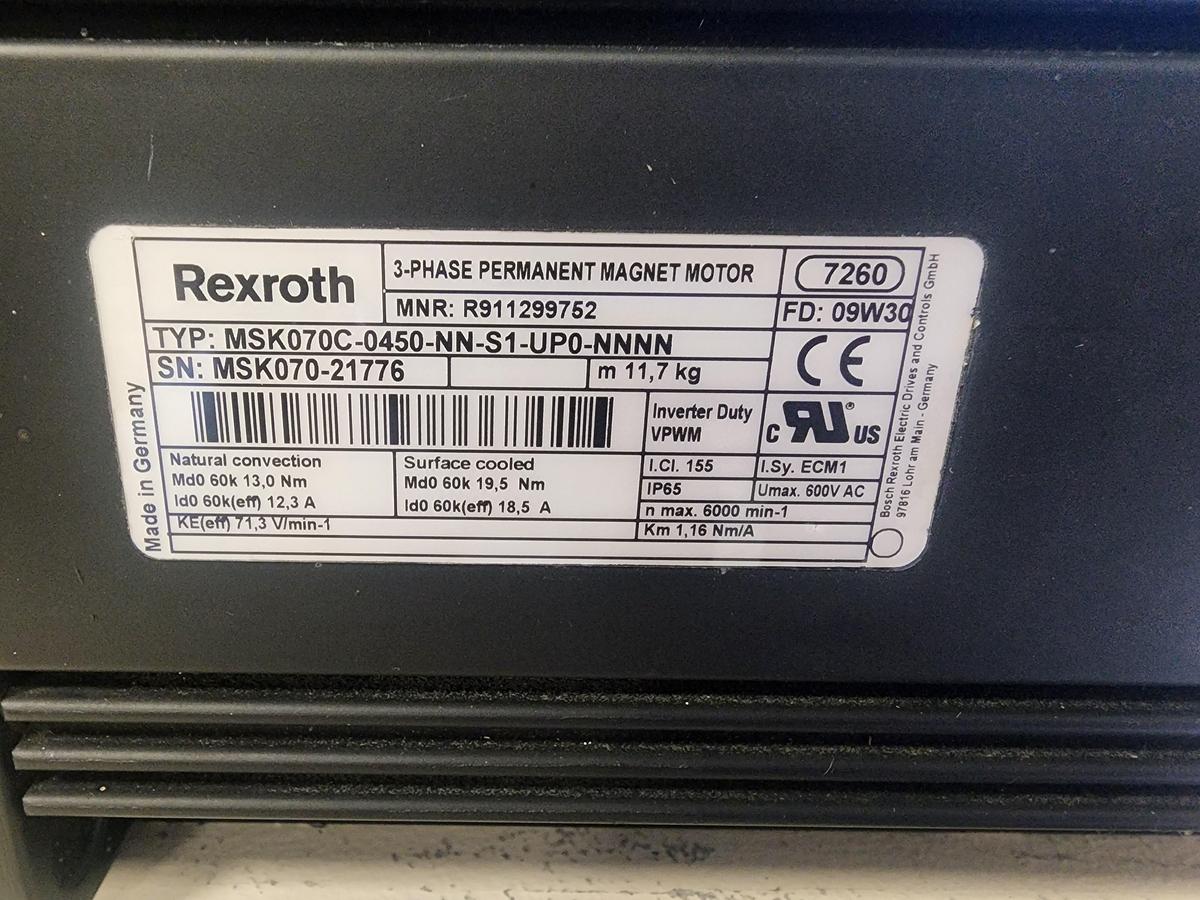 Rexroth
3-PHASE PERMANENT MAGNET MOTOR
7260
MNR: R911299752
FD: 09W30
TYP: MSK070C-0450-NN-S1-UP0-NNNN
SN: MSK070-21776
m 11,7 kg
CE
Inverter Duty
VPWM
C RU ® US
Natural convection
Md0 60k 13,0 Nm
Id0 60k(eff) 12,3 A
Surface cooled
Md0 60k 19,5 Nm
Id0 60k(eff) 18,5 A
I.Cl. 155
I.Sy. ECM1
IP65
Umax. 600V AC
n max. 6000 min-1
KE(eff) 71,3 V/min-1
Km 1,16 Nm/A
Made in Germany
Bosch Rexroth Electric Drives and Controls GmbH
97816 Lohr am Main - Germany